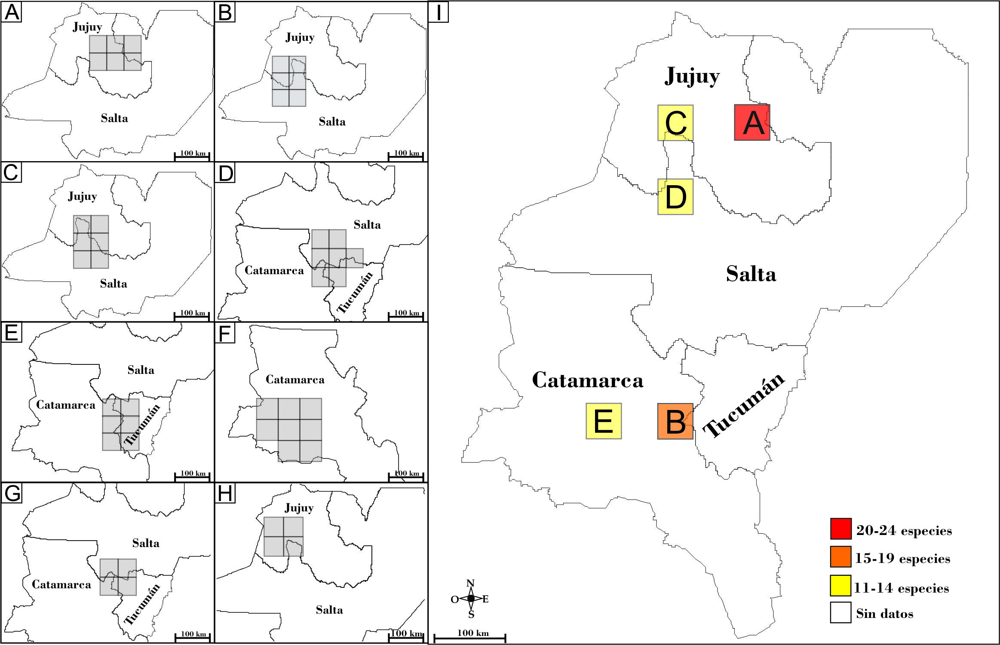 A
Jujuy
Salta
100 km
B
Jujuy
Salta
100 km
C
Jujuy
Salta
100 km
D
Salta
Catamarca
Tucumán
100 km
E
Salta
Catamarca
Tucumán
100 km
F
Catamarca
100 km
G
Salta
Catamarca
Tucumán
100 km
H
Jujuy
Salta
100 km
I
Jujuy
C
A
D
Salta
Catamarca
Tucumán
E
B
20-24 especies
15-19 especies
11-14 especies
Sin datos
N
O
E
S
100 km